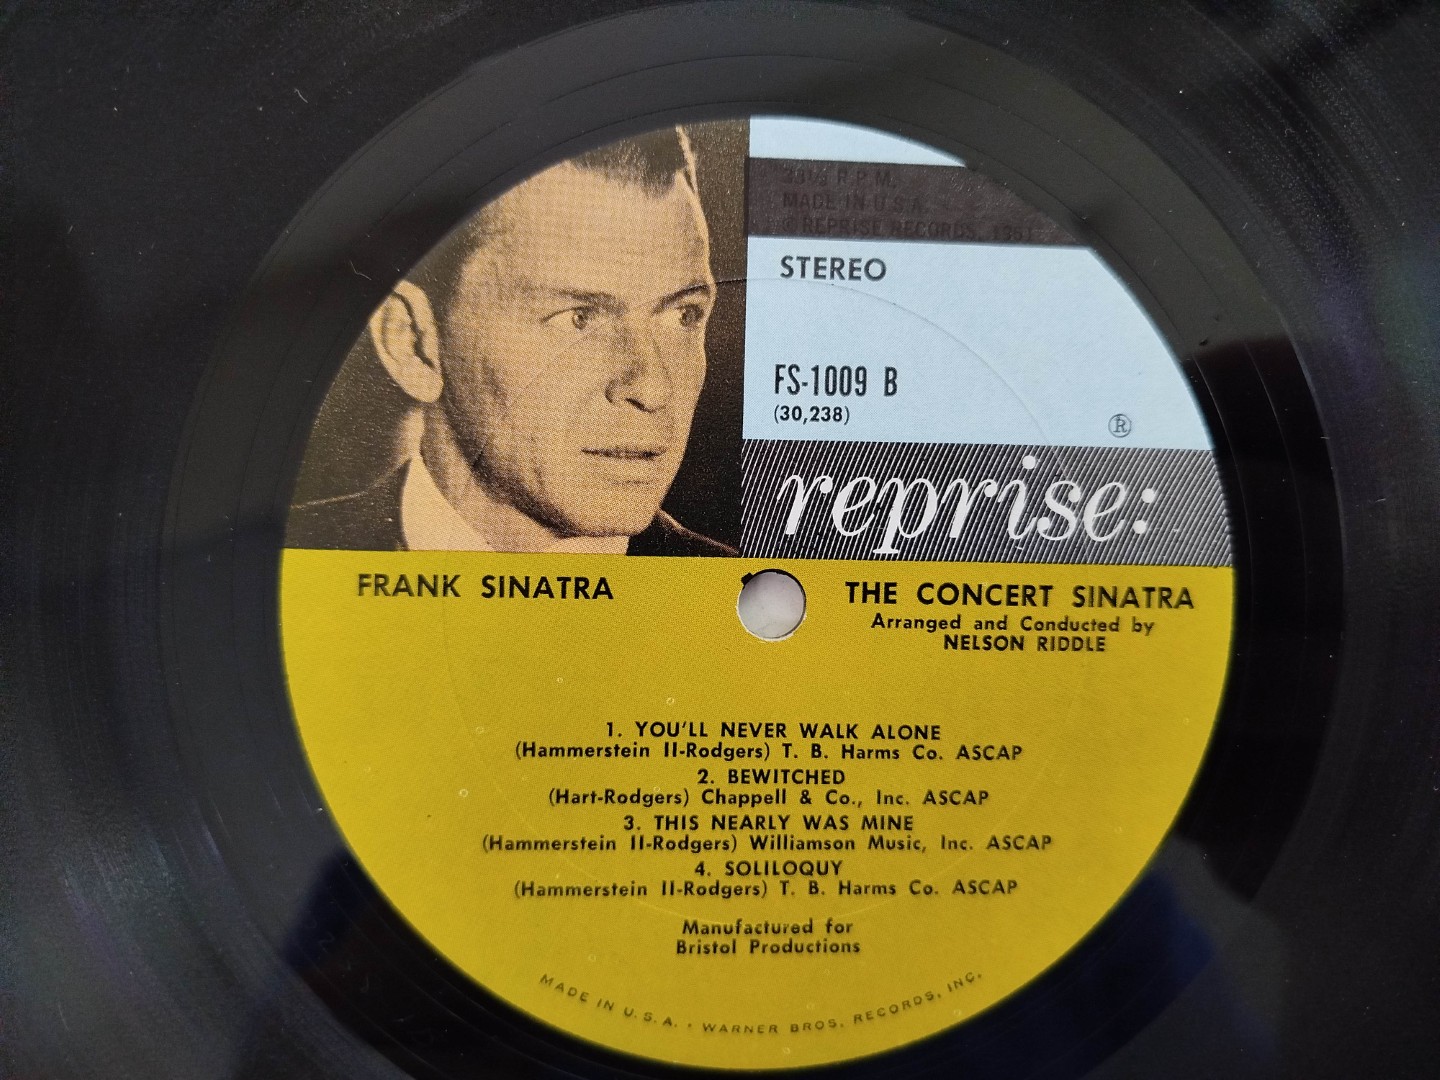 33⅓ R.P.M.
MADE IN U.S.A.
© REPRISE RECORDS, 1961
STEREO
FS-1009 B
(30,238)
®
reprise:
FRANK SINATRA
THE CONCERT SINATRA
Arranged and Conducted by
NELSON RIDDLE
1. YOU'LL NEVER WALK ALONE
(Hammerstein II-Rodgers) T. B. Harms Co. ASCAP
2. BEWITCHED
(Hart-Rodgers) Chappell & Co., Inc. ASCAP
3. THIS NEARLY WAS MINE
(Hammerstein II-Rodgers) Williamson Music, Inc. ASCAP
4. SOLILOQUY
(Hammerstein II-Rodgers) T. B. Harms Co. ASCAP
Manufactured for
Bristol Productions
MADE IN U.S.A. • WARNER BROS. RECORDS, INC.